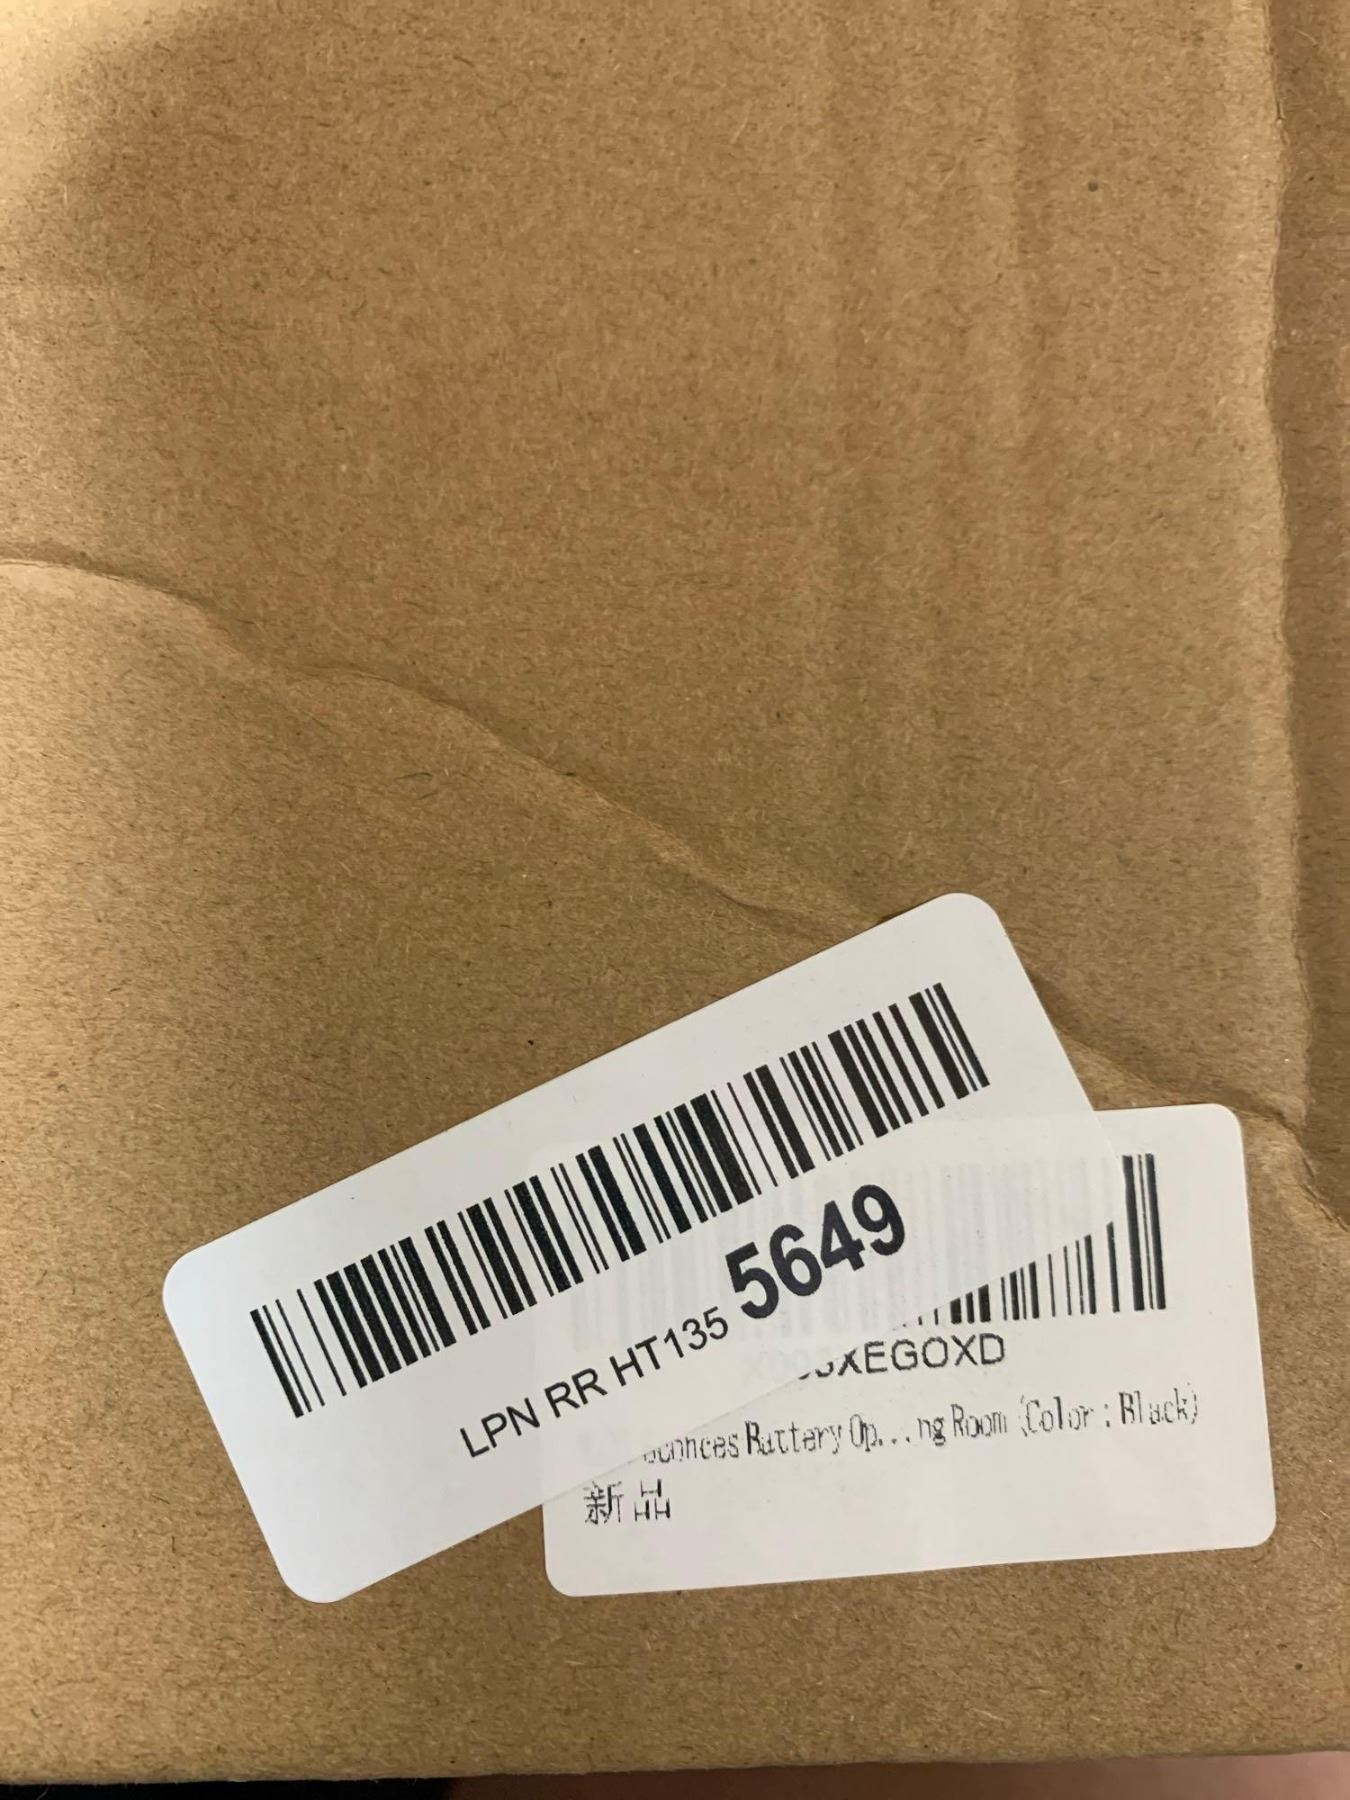 LPN RR HT135 5649
XEGOXD
Battery Op...ng Room (Color : Black)
新品